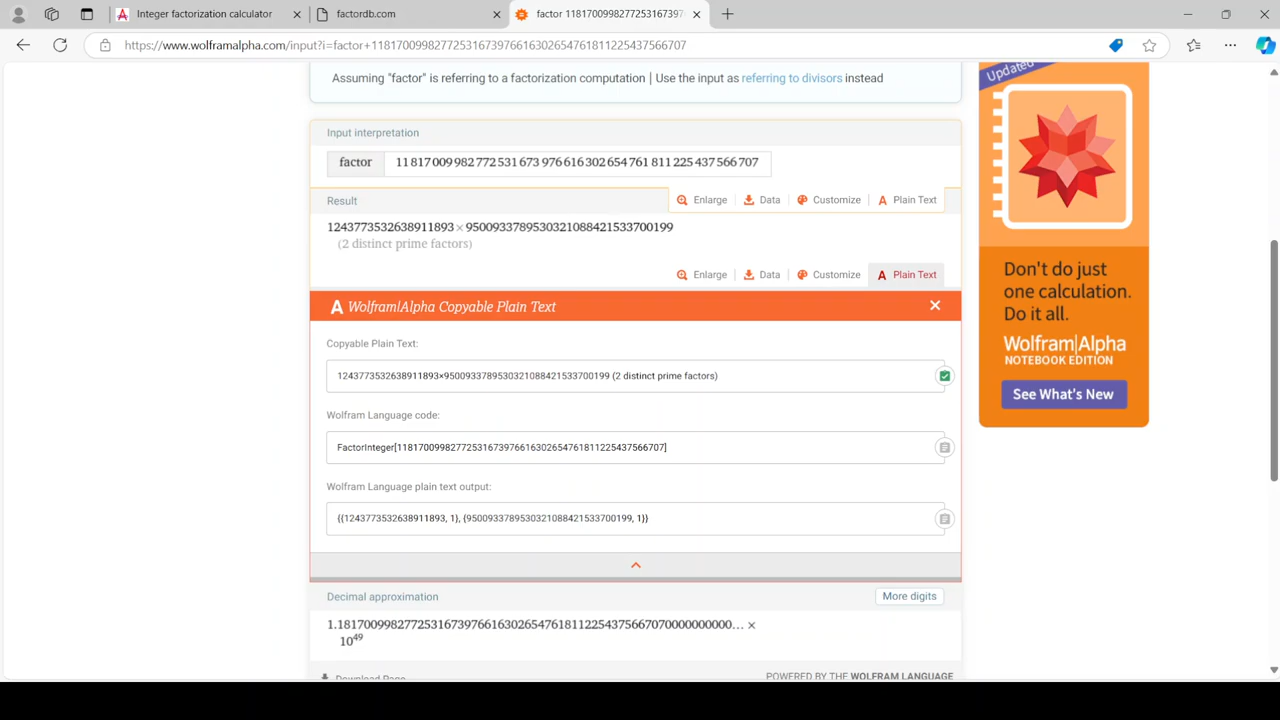 Integer factorization calculator
factordb.com
factor 1181700998277253167397
https://www.wolframalpha.com/input?i=factor+11817009982772531673976616302654761811225437566707
Assuming "factor" is referring to a factorization computation | Use the input as referring to divisors instead
Updated
Input interpretation
factor 11 817 009 982 772 531 673 976 616 302 654 761 811 225 437 566 707
Result
Enlarge Data Customize A Plain Text
1243773532638911893 × 9500933789530321088421533700199
(2 distinct prime factors)
Enlarge Data Customize A Plain Text
A Wolfram|Alpha Copyable Plain Text
Copyable Plain Text:
1243773532638911893×9500933789530321088421533700199 (2 distinct prime factors)
Wolfram Language code:
FactorInteger[11817009982772531673976616302654761811225437566707]
Wolfram Language plain text output:
{{1243773532638911893, 1}, {9500933789530321088421533700199, 1}}
Decimal approximation
More digits
1.18170099827725316739766163026547618112254375667070000000000... ×
10^49
Download Page
POWERED BY THE WOLFRAM LANGUAGE
Don't do just
one calculation.
Do it all.
Wolfram|Alpha
NOTEBOOK EDITION
See What's New